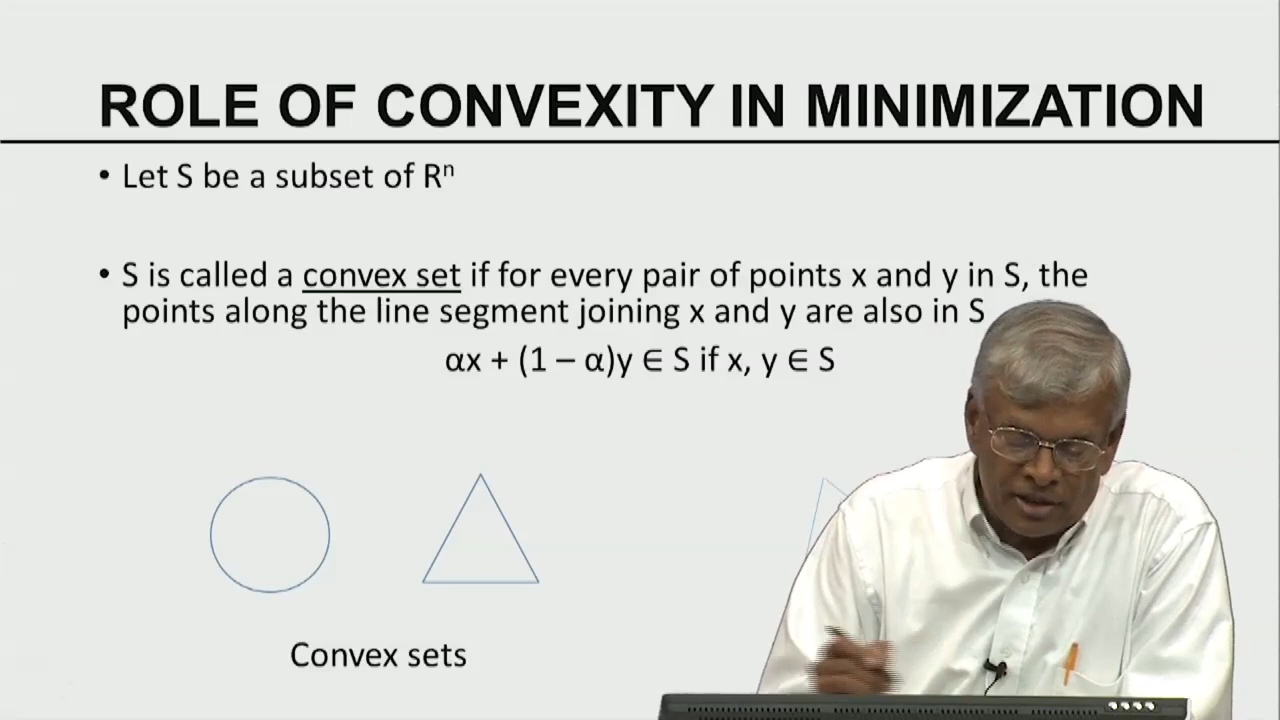 ROLE OF CONVEXITY IN MINIMIZATION
• Let S be a subset of Rⁿ
• S is called a convex set if for every pair of points x and y in S, the
points along the line segment joining x and y are also in S
αx + (1 – α)y ∈ S if x, y ∈ S
Convex sets